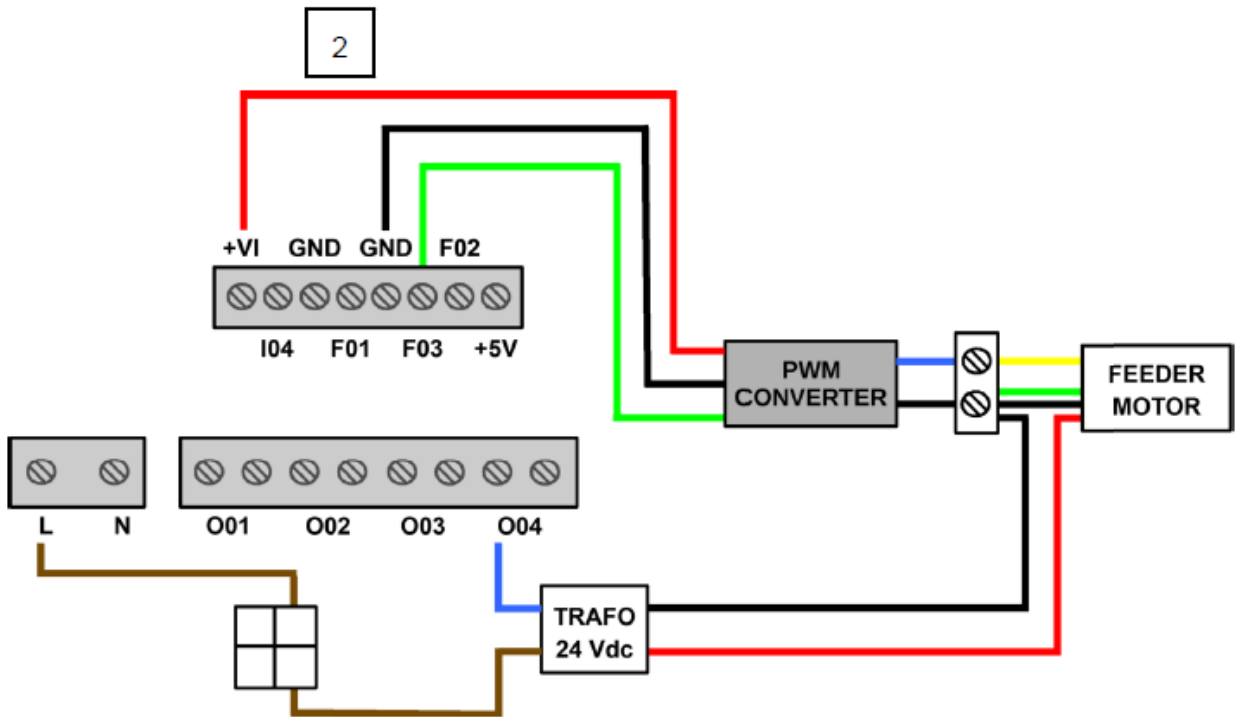 2
+VI GND GND F02
I04 F01 F03 +5V
PWM
CONVERTER
FEEDER
MOTOR
L N O01 O02 O03 O04
TRAFO
24 Vdc